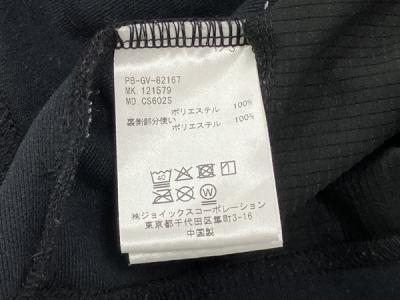 PB-GV-82167
MK 121579
MD CS602S
ポリエステル 100%
裏側部分使い
ポリエステル 100%
40
W
㈱ジョイックスコーポレーション
東京都千代田区隼町3-16
中国製